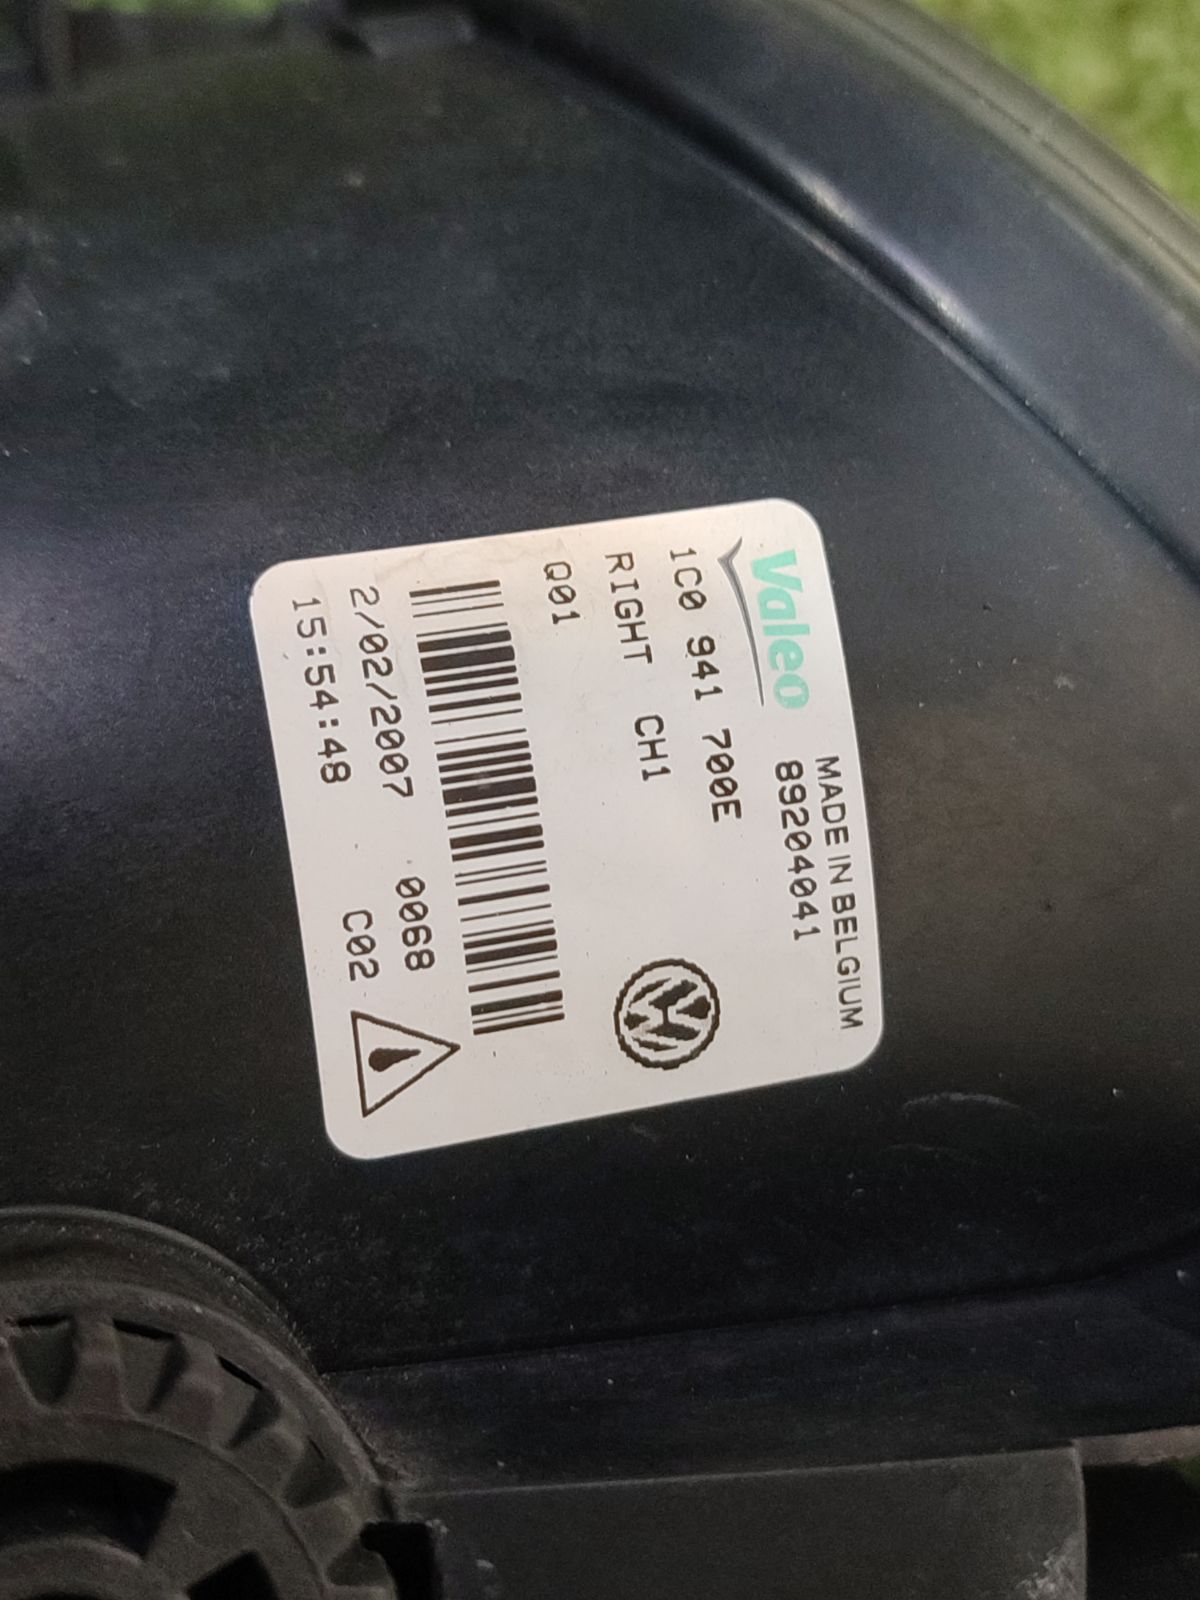 Valeo
MADE IN BELGIUM
89204041
1C0 941 700E
RIGHT CH1
Q01
2/02/2007 0068
15:54:48 C02